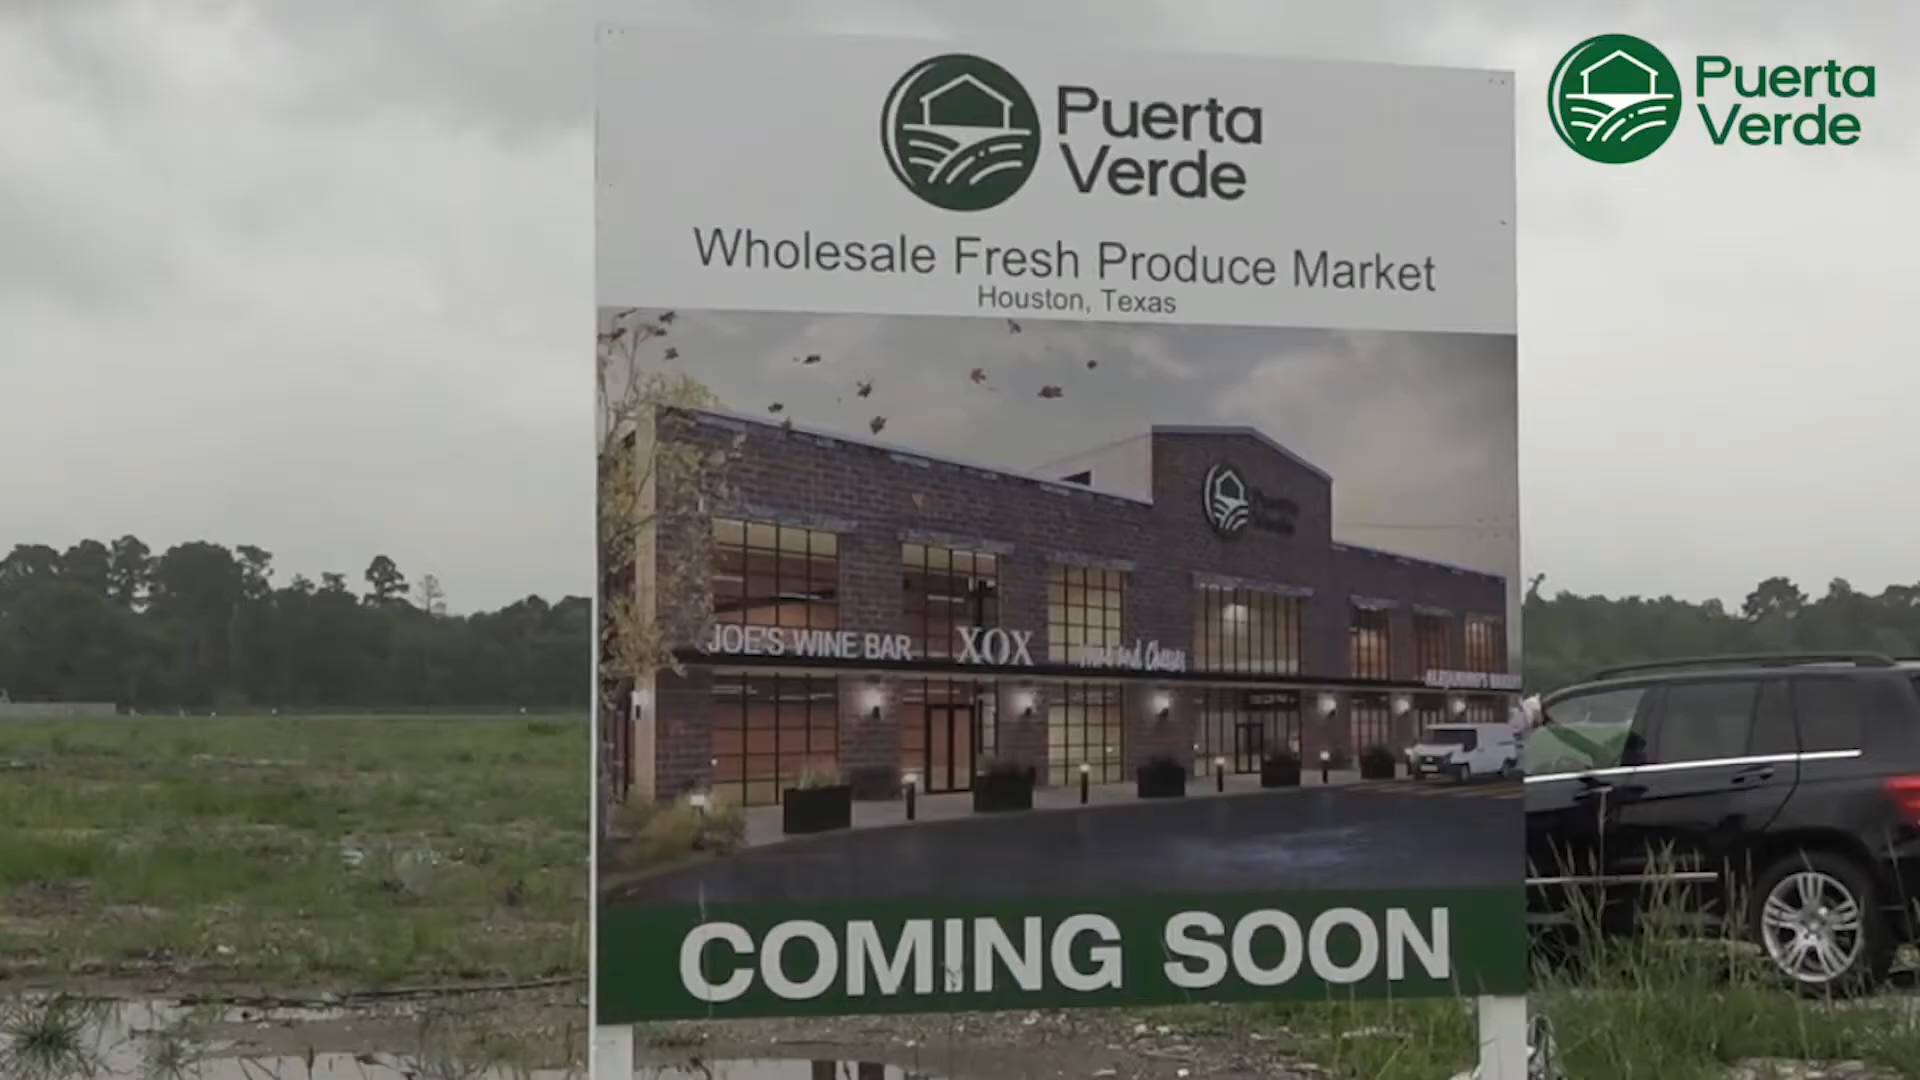 Puerta
Verde
Puerta
Verde
Wholesale Fresh Produce Market
Houston, Texas
JOE'S WINE BAR
XOX
COMING SOON